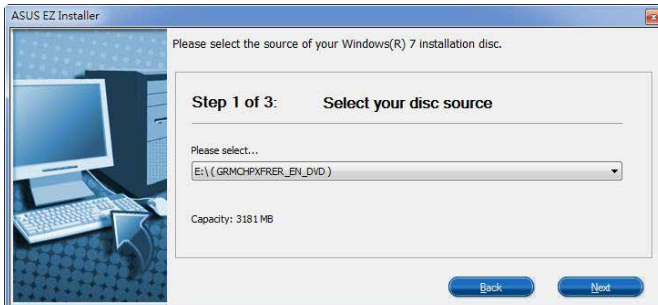 ASUS EZ Installer
Please select the source of your Windows(R) 7 installation disc.
Step 1 of 3: Select your disc source
Please select...
E:\ ( GRMCHPXFRER_EN_DVD )
Capacity: 3181 MB
Back Next